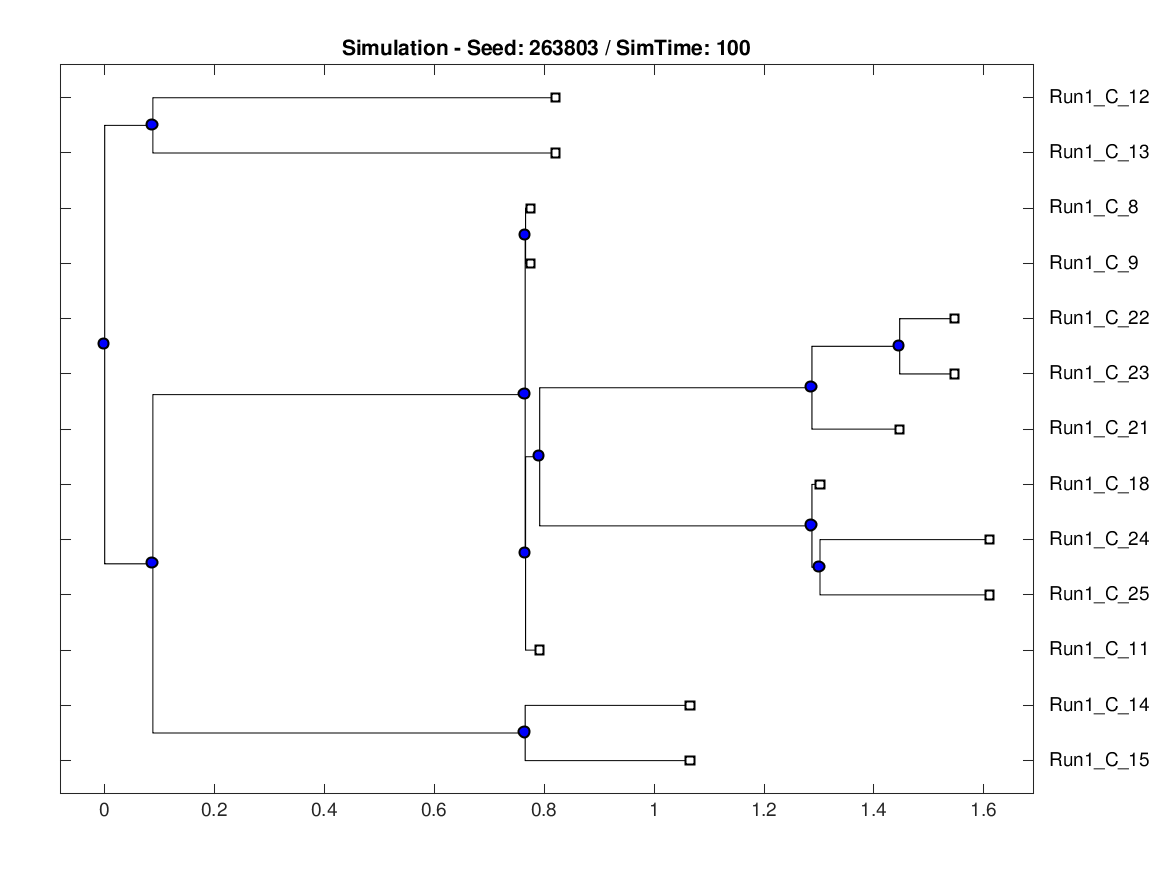 Simulation - Seed: 263803 / SimTime: 100
Run1_C_12
Run1_C_13
Run1_C_8
Run1_C_9
Run1_C_22
Run1_C_23
Run1_C_21
Run1_C_18
Run1_C_24
Run1_C_25
Run1_C_11
Run1_C_14
Run1_C_15
0 0.2 0.4 0.6 0.8 1 1.2 1.4 1.6